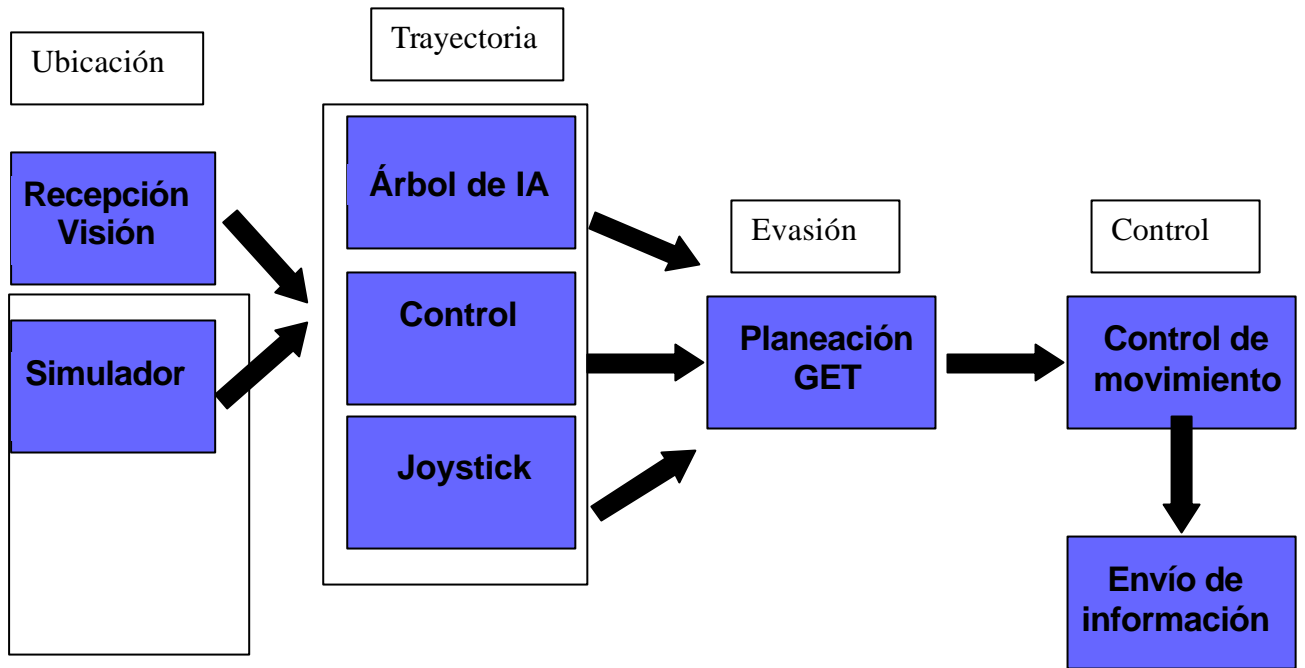 Ubicación
Trayectoria
Recepción
Visión
Simulador
Árbol de IA
Control
Joystick
Evasión
Planeación
GET
Control
Control de
movimiento
Envío de
información